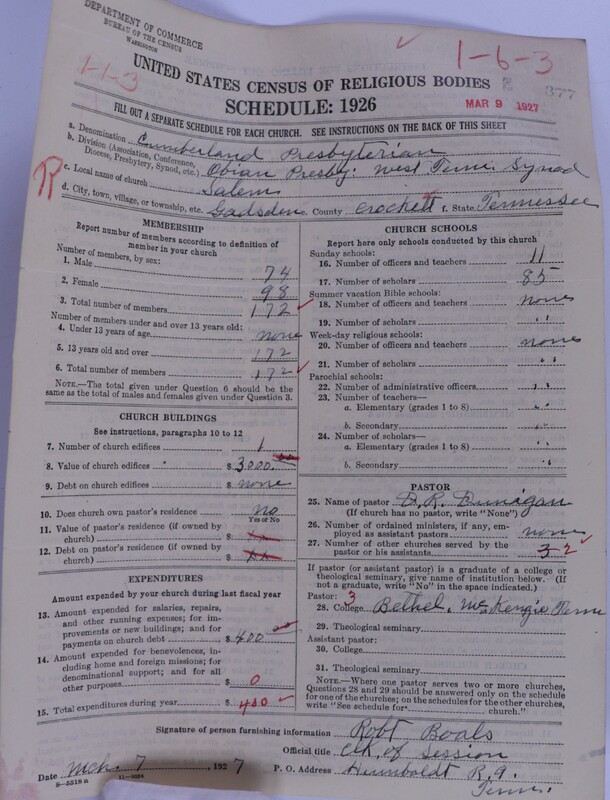 DEPARTMENT OF COMMERCE
BUREAU OF THE CENSUS
WASHINGTON
1-6-3
1-1-3
377
UNITED STATES CENSUS OF RELIGIOUS BODIES
MAR 9 1927
SCHEDULE: 1926
FILL OUT A SEPARATE SCHEDULE FOR EACH CHURCH. SEE INSTRUCTIONS ON THE BACK OF THIS SHEET
a. Denomination Cumberland Presbyterian
b. Division (Association, Conference, Diocese, Presbytery, Synod, etc.) Obion Presby. West Tenn. Synod
R
c. Local name of church Salem
d. City, town, village, or township, etc. Gadsden e. County Crockett f. State Tennessee
MEMBERSHIP
Report number of members according to definition of
member in your church
Number of members, by sex:
1. Male 74
2. Female 98
3. Total number of members 172
Number of members under and over 13 years old:
4. Under 13 years of age none
5. 13 years old and over 172
6. Total number of members 172
NOTE.—The total given under Question 6 should be the
same as the total of males and females given under Question 3.
CHURCH BUILDINGS
See instructions, paragraphs 10 to 12
7. Number of church edifices 1
8. Value of church edifices $ 3000.
9. Debt on church edifices $ none
10. Does church own pastor's residence no
Yes or No
11. Value of pastor's residence (if owned by
church) $ xx
12. Debt on pastor's residence (if owned by
church) $ xx
EXPENDITURES
Amount expended by your church during last fiscal year
13. Amount expended for salaries, repairs,
and other running expenses; for im-
provements or new buildings; and for
payments on church debt $ 400
14. Amount expended for benevolences, in-
cluding home and foreign missions; for
denominational support; and for all
other purposes $ 0
15. Total expenditures during year $ 400
CHURCH SCHOOLS
Report here only schools conducted by this church
Sunday schools:
16. Number of officers and teachers 11
17. Number of scholars 85
Summer vacation Bible schools:
18. Number of officers and teachers none
19. Number of scholars "
Week-day religious schools:
20. Number of officers and teachers none
21. Number of scholars "
Parochial schools:
22. Number of administrative officers "
23. Number of teachers—
a. Elementary (grades 1 to 8) "
b. Secondary "
24. Number of scholars—
a. Elementary (grades 1 to 8) "
b. Secondary "
PASTOR
25. Name of pastor D. R. Dunagan
(If church has no pastor, write "None")
26. Number of ordained ministers, if any, em-
ployed as assistant pastors none
27. Number of other churches served by the
pastor or his assistants 3 2
If pastor (or assistant pastor) is a graduate of a college or
theological seminary, give name of institution below. (If
not a graduate, write "No" in the space indicated.)
Pastor: 3
28. College Bethel. McKenzie Tenn
29. Theological seminary
Assistant pastor:
30. College
31. Theological seminary
NOTE.—Where one pastor serves two or more churches,
Questions 28 and 29 should be answered only on the schedule
for one of the churches; on the schedules for the other churches,
write "See schedule for church."
Signature of person furnishing information Robt Boals
Official title Clk of Session
Date Mch. 7, 1927 P. O. Address Humboldt R. 9.
Tenn.
8-5518 a